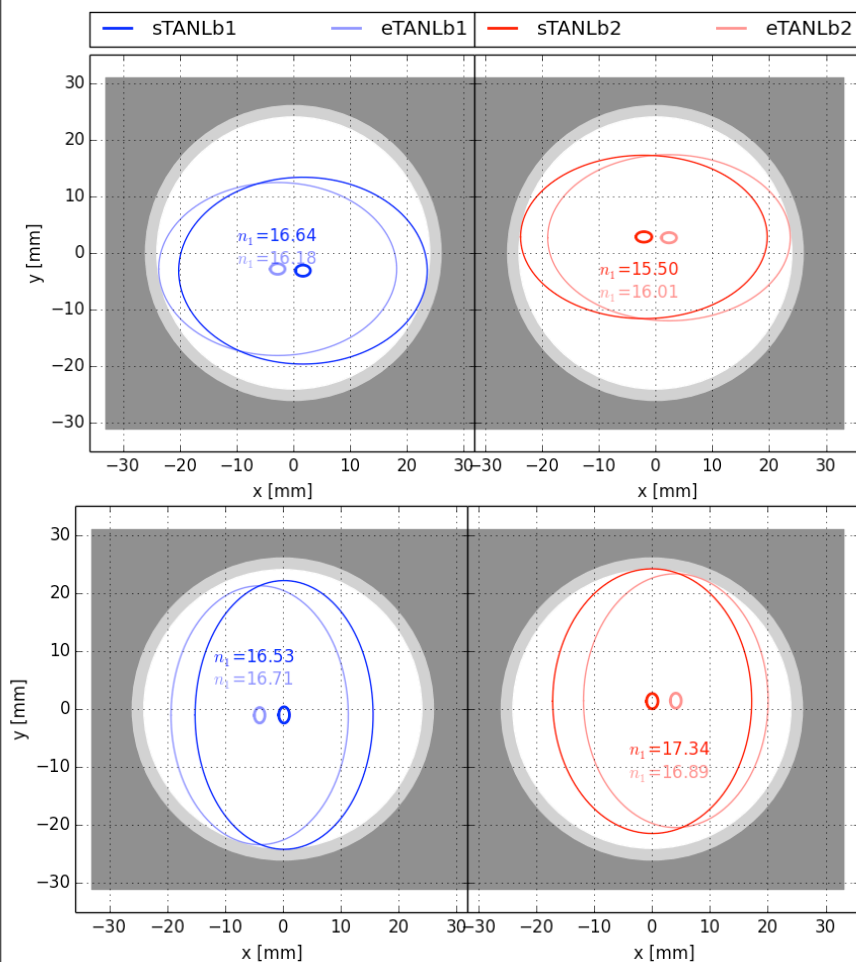 sTANLb1 eTANLb1 sTANLb2 eTANLb2
30
20
10
0
−10
−20
−30
y [mm]
n₁=16.64
n₁=16.18
n₁=15.50
n₁=16.01
−30 −20 −10 0 10 20 30 −30 −20 −10 0 10 20 30
x [mm] x [mm]
30
20
10
0
−10
−20
−30
y [mm]
n₁=16.53
n₁=16.71
n₁=17.34
n₁=16.89
−30 −20 −10 0 10 20 30 −30 −20 −10 0 10 20 30
x [mm] x [mm]